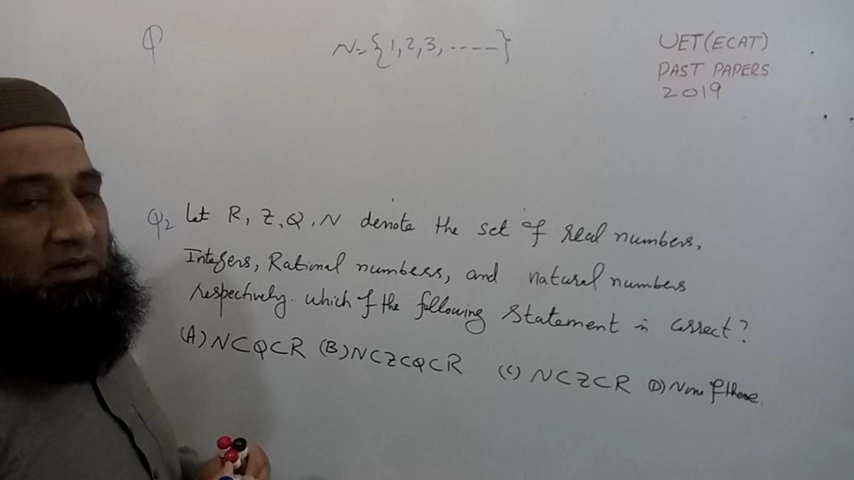 φ
N={1,2,3,-----}
UET(ECAT)
PAST PAPERS
2019
Q2 Let R, Z, Q, N denote the set of real numbers,
Integers, Rational numbers, and natural numbers
respectively. which of the following statement is correct?
(A) N⊂Q⊂R (B) N⊂Z⊂Q⊂R (C) N⊂Z⊂R (D) None of these.